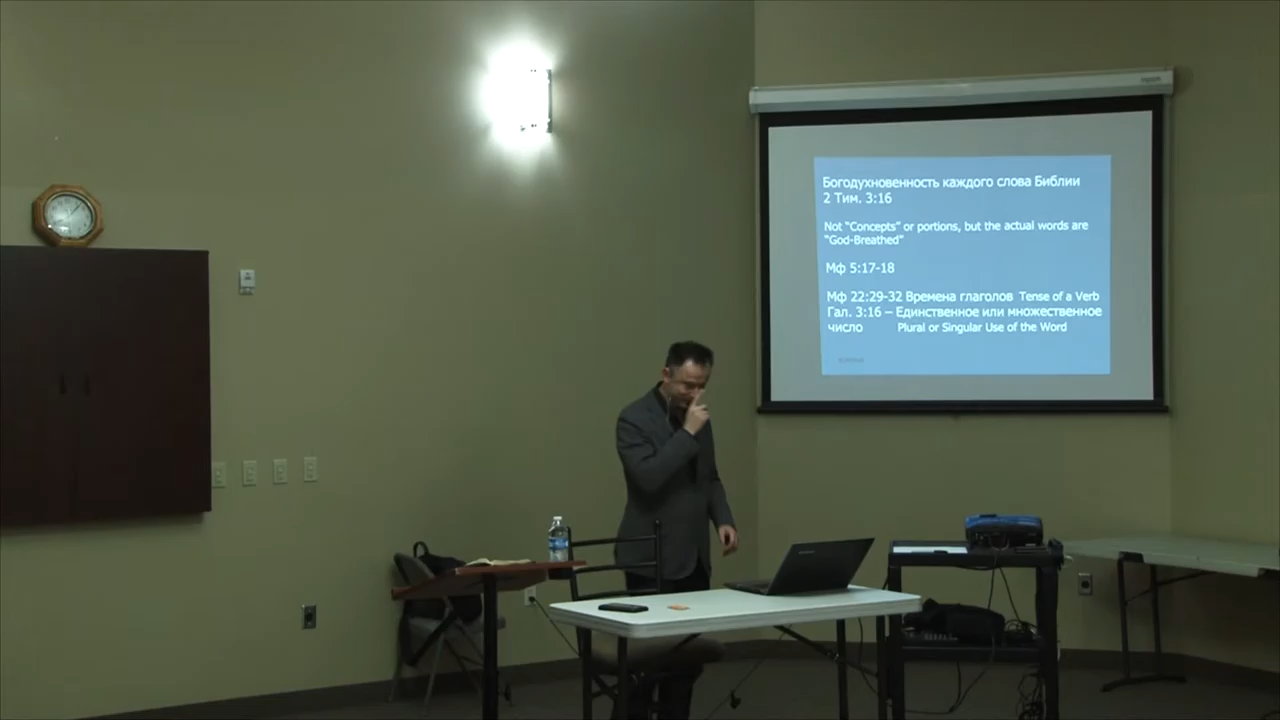 Богодухновенность каждого слова Библии
2 Тим. 3:16
Not “Concepts” or portions, but the actual words are
“God-Breathed”
Мф 5:17-18
Мф 22:29-32 Времена глаголов Tense of a Verb
Гал. 3:16 – Единственное или множественное
число Plural or Singular Use of the Word